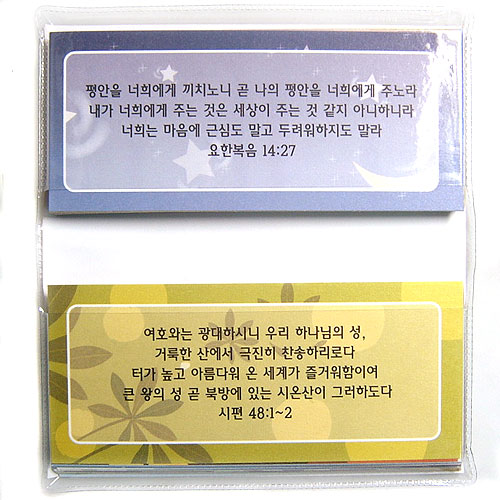 평안을 너희에게 끼치노니 곧 나의 평안을 너희에게 주노라
내가 너희에게 주는 것은 세상이 주는 것 같지 아니하니라
너희는 마음에 근심도 말고 두려워하지도 말라
요한복음 14:27
여호와는 광대하시니 우리 하나님의 성,
거룩한 산에서 극진히 찬송하리로다
터가 높고 아름다워 온 세계가 즐거워함이여
큰 왕의 성 곧 북방에 있는 시온산이 그러하도다
시편 48:1~2